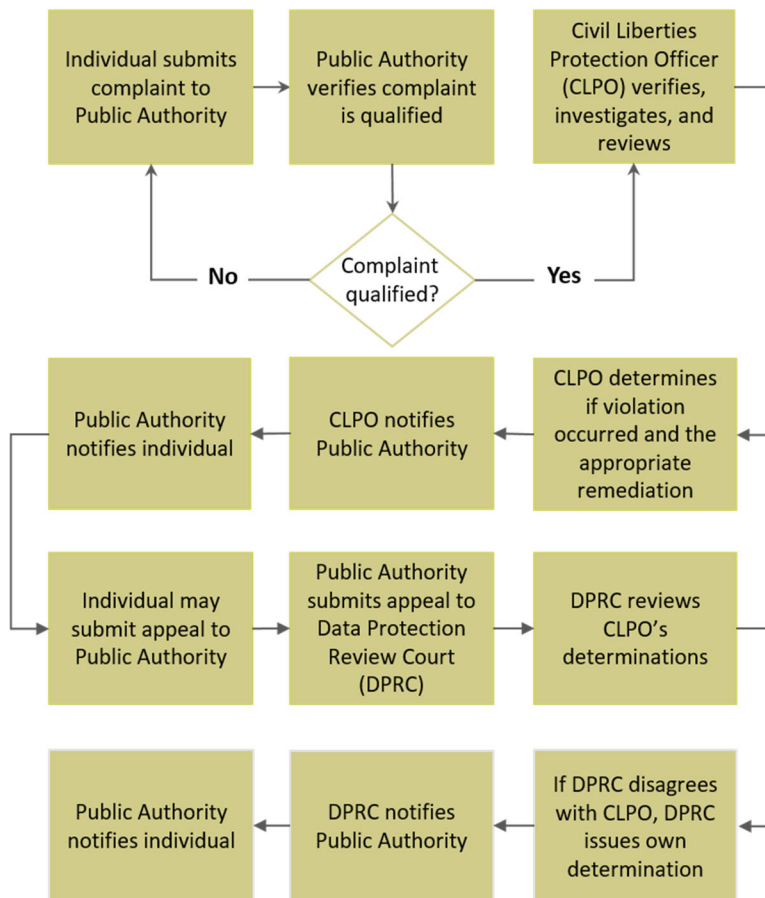 Individual submits
complaint to
Public Authority
Public Authority
verifies complaint
is qualified
Civil Liberties
Protection Officer
(CLPO) verifies,
investigates, and
reviews
No
Complaint
qualified?
Yes
Public Authority
notifies individual
CLPO notifies
Public Authority
CLPO determines
if violation
occurred and the
appropriate
remediation
Individual may
submit appeal to
Public Authority
Public Authority
submits appeal to
Data Protection
Review Court
(DPRC)
DPRC reviews
CLPO’s
determinations
Public Authority
notifies individual
DPRC notifies
Public Authority
If DPRC disagrees
with CLPO, DPRC
issues own
determination